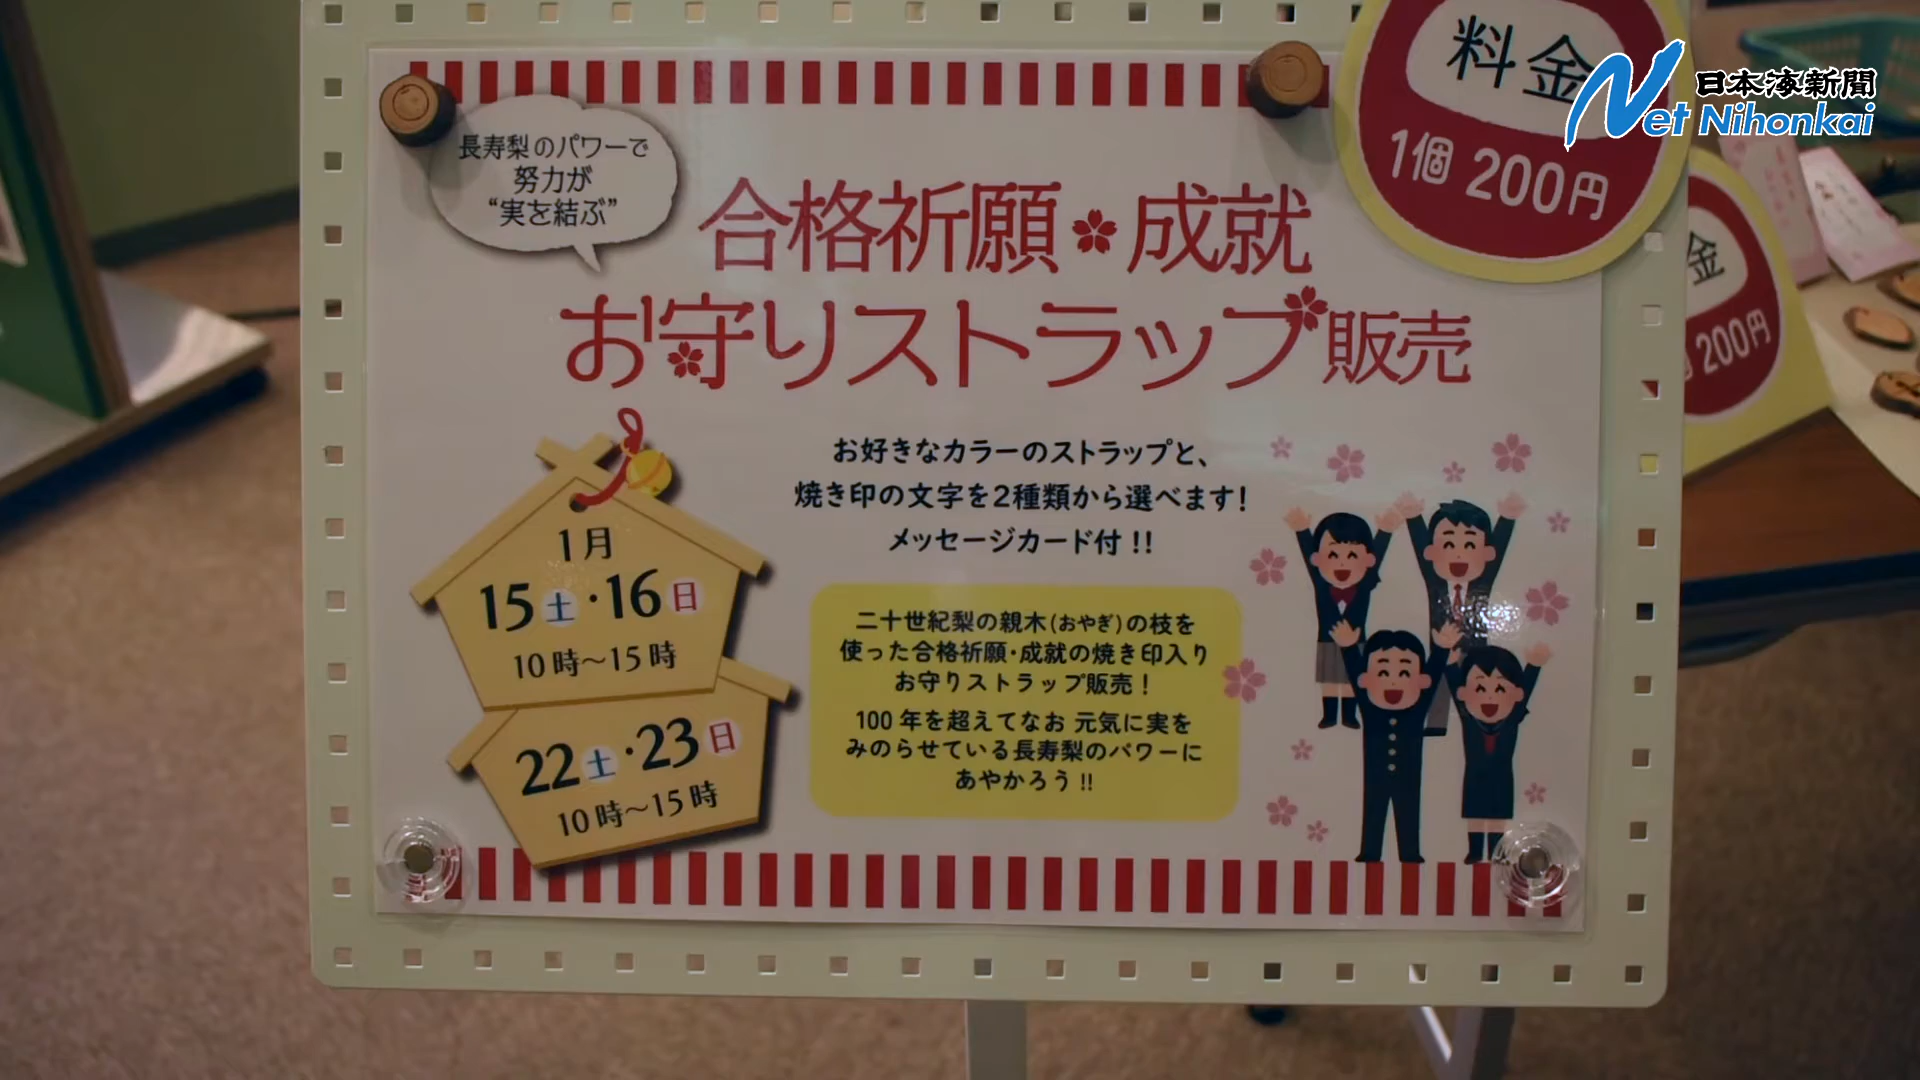 料金
1個 200円
日本海新聞
Net Nihonkai
長寿梨のパワーで
努力が
“実を結ぶ”
合格祈願・成就
お守りストラップ販売
お好きなカラーのストラップと、
焼き印の文字を2種類から選べます!
メッセージカード付!!
1月
15土・16日
10時〜15時
22土・23日
10時〜15時
二十世紀梨の親木(おやぎ)の枝を
使った合格祈願・成就の焼き印入り
お守りストラップ販売!
100年を超えてなお 元気に実を
みのらせている長寿梨のパワーに
あやかろう!!
金
200円